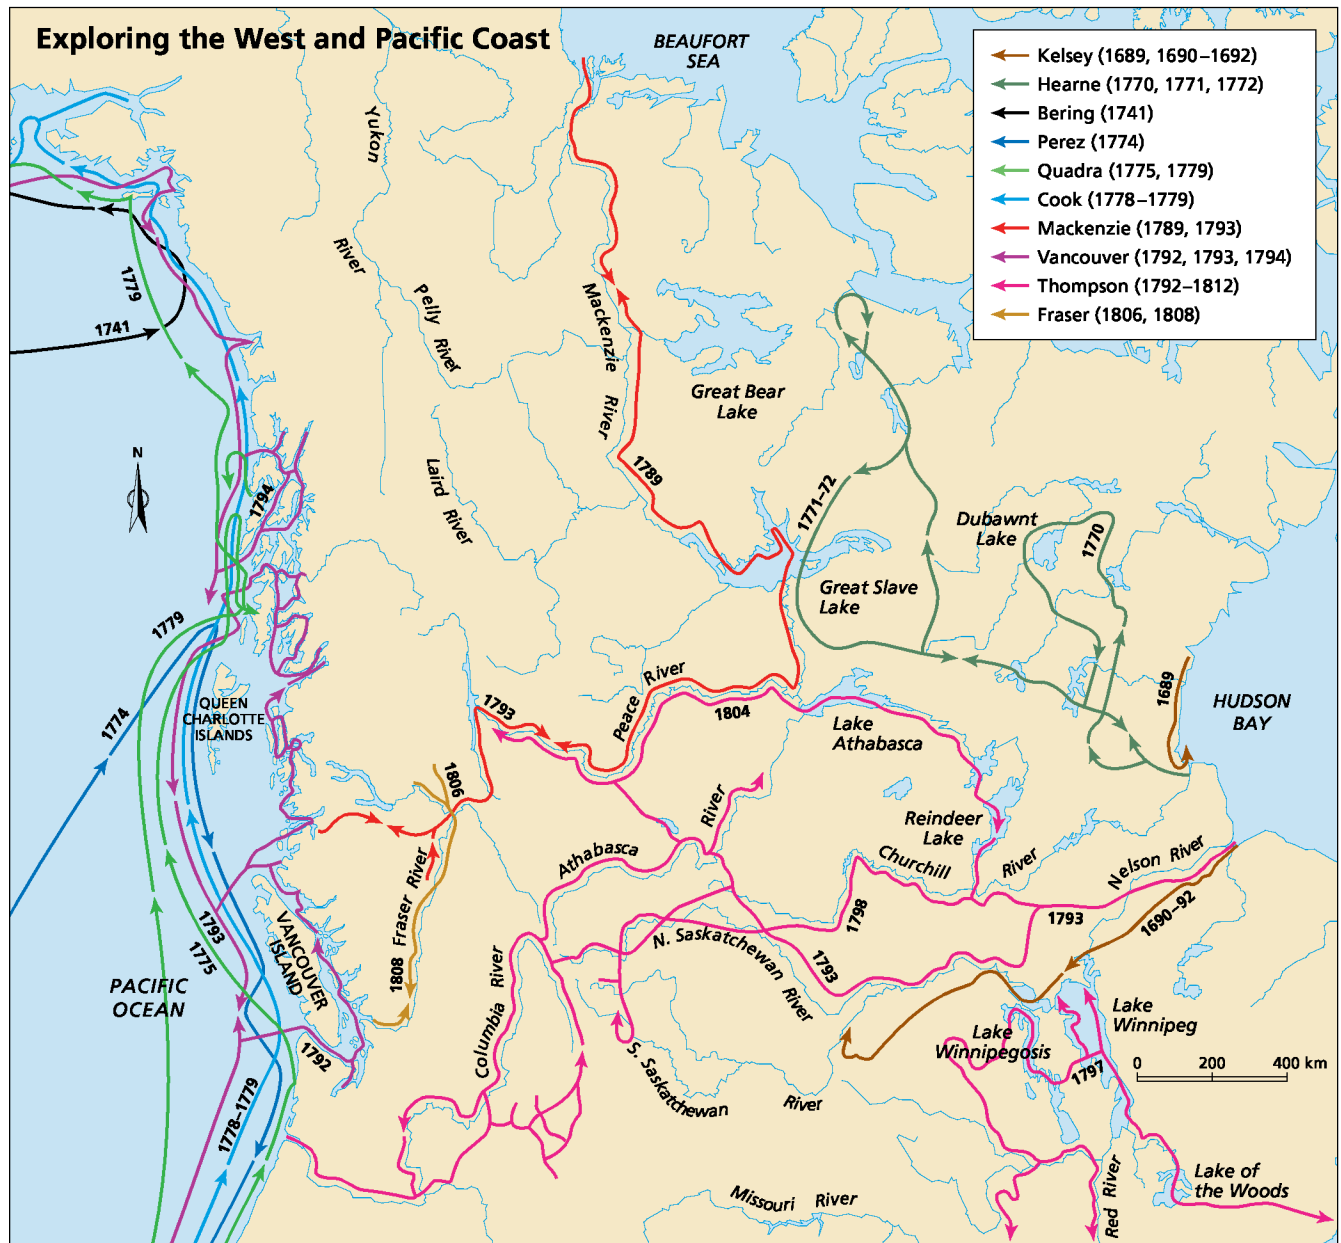 Exploring the West and Pacific Coast
BEAUFORT
SEA
Kelsey (1689, 1690–1692)
Hearne (1770, 1771, 1772)
Bering (1741)
Perez (1774)
Quadra (1775, 1779)
Cook (1778–1779)
Mackenzie (1789, 1793)
Vancouver (1792, 1793, 1794)
Thompson (1792–1812)
Fraser (1806, 1808)
Yukon
River
Pelly
River
Mackenzie
River
1779
1741
Great Bear
Lake
N
Laird
River
1789
1771–72
1794
Dubawnt
Lake
1770
Great Slave
Lake
1779
1774
QUEEN
CHARLOTTE
ISLANDS
1793
Peace
River
1804
Lake
Athabasca
1689
HUDSON
BAY
1806
River
Reindeer
Lake
Athabasca
Churchill
River
Nelson River
Fraser River
1808
1798
1793
1690–92
1793
1775
VANCOUVER
ISLAND
N. Saskatchewan
River
1793
PACIFIC
OCEAN
Columbia River
Lake
Winnipeg
Lake
Winnipegosis
1792
S. Saskatchewan
River
1797
0 200 400 km
1778–1779
Missouri River
Red River
Lake of
the Woods